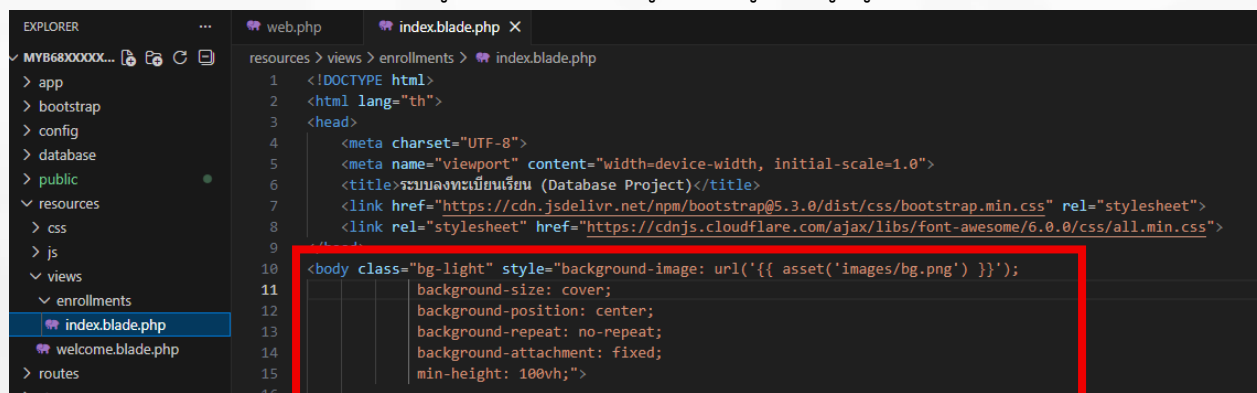 EXPLORER
web.php
index.blade.php
MYB68XXXXX...
resources > views > enrollments > index.blade.php
> app
> bootstrap
> config
> database
> public
resources
> css
> js
views
enrollments
index.blade.php
welcome.blade.php
> routes
1 <!DOCTYPE html>
2 <html lang="th">
3 <head>
4 <meta charset="UTF-8">
5 <meta name="viewport" content="width=device-width, initial-scale=1.0">
6 <title>ระบบลงทะเบียนเรียน (Database Project)</title>
7 <link href="https://cdn.jsdelivr.net/npm/bootstrap@5.3.0/dist/css/bootstrap.min.css" rel="stylesheet">
8 <link rel="stylesheet" href="https://cdnjs.cloudflare.com/ajax/libs/font-awesome/6.0.0/css/all.min.css">
9
10 <body class="bg-light" style="background-image: url('{{ asset('images/bg.png') }}');
11 background-size: cover;
12 background-position: center;
13 background-repeat: no-repeat;
14 background-attachment: fixed;
15 min-height: 100vh;">